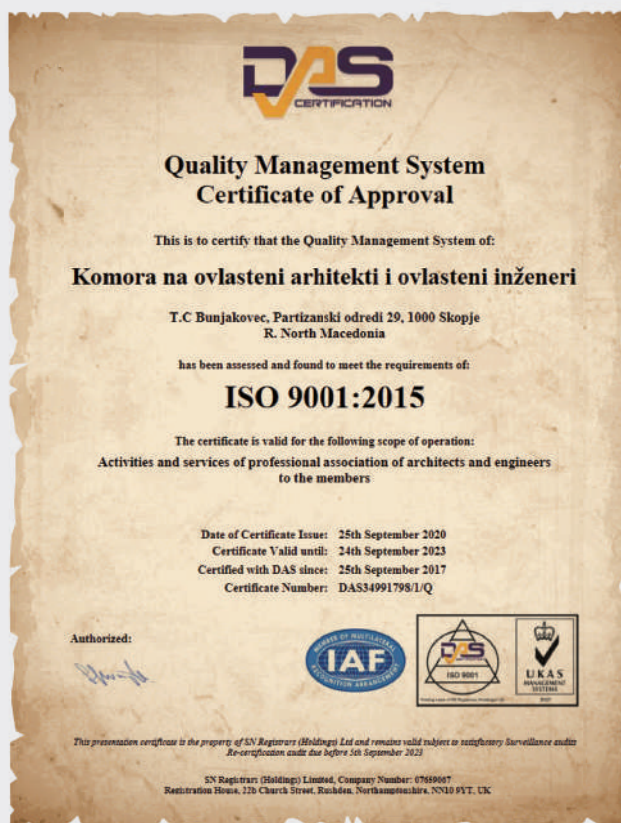 DAS
CERTIFICATION
Quality Management System
Certificate of Approval
This is to certify that the Quality Management System of:
Komora na ovlasteni arhitekti i ovlasteni inženeri
T.C Bunjakovec, Partizanski odredi 29, 1000 Skopje
R. North Macedonia
has been assessed and found to meet the requirements of:
ISO 9001:2015
The certificate is valid for the following scope of operation:
Activities and services of professional association of architects and engineers
to the members
Date of Certificate Issue: 25th September 2020
Certificate Valid until: 24th September 2023
Certified with DAS since: 25th September 2017
Certificate Number: DAS34991798/1/Q
Authorized:
MEMBER OF MULTILATERAL
IAF
RECOGNITION ARRANGEMENT
DAS
ISO 9001
UKAS
MANAGEMENT
SYSTEMS
This presentation certificate is the property of SN Registrars (Holdings) Ltd and remains valid subject to satisfactory Surveillance audits
Re-certification audit due before 5th September 2023
SN Registrars (Holdings) Limited, Company Number: 07659067
Registration House, 22b Church Street, Rushden, Northamptonshire, NN10 9YT, UK